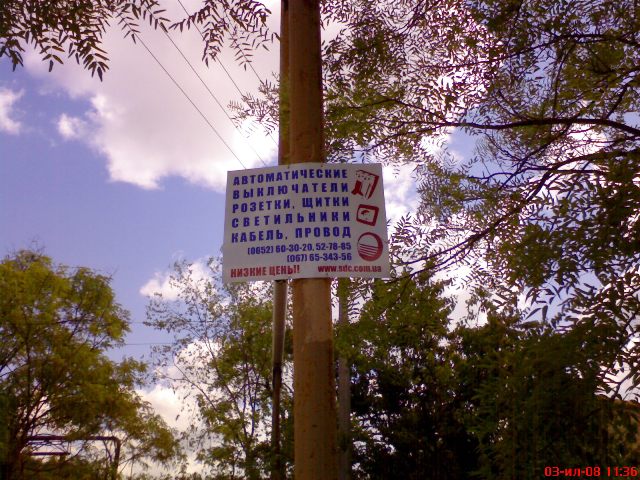 АВТОМАТИЧЕСКИЕ
ВЫКЛЮЧАТЕЛИ
РОЗЕТКИ, ЩИТКИ
СВЕТИЛЬНИКИ
КАБЕЛЬ, ПРОВОД
(0652) 60-30-20, 52-78-85
(067) 65-343-56
НИЗКИЕ ЦЕНЫ! www.sdc.com.ua
03-ил-08 11:36